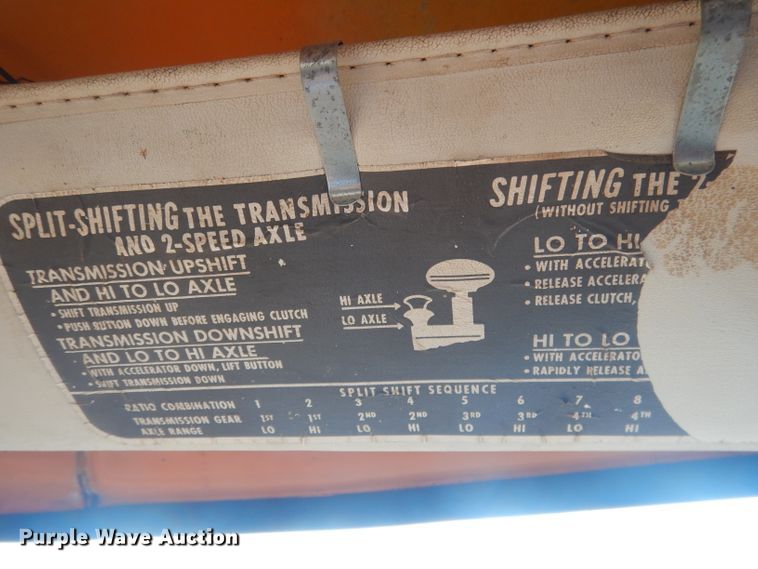 SPLIT-SHIFTING THE TRANSMISSION
AND 2-SPEED AXLE
TRANSMISSION UPSHIFT
AND HI TO LO AXLE
• SHIFT TRANSMISSION UP
• PUSH BUTTON DOWN BEFORE ENGAGING CLUTCH
TRANSMISSION DOWNSHIFT
AND LO TO HI AXLE
• WITH ACCELERATOR DOWN, LIFT BUTTON
• SHIFT TRANSMISSION DOWN
HI AXLE
LO AXLE
SHIFTING THE 2
(WITHOUT SHIFTING
LO TO HI
• WITH ACCELERATO
• RELEASE ACCELERA
• RELEASE CLUTCH,
HI TO LO
• WITH ACCELERATO
• RAPIDLY RELEASE A
SPLIT SHIFT SEQUENCE
RATIO COMBINATION 1 2 3 4 5 6 7 8
TRANSMISSION GEAR 1ST 1ST 2ND 2ND 3RD 3RD 4TH 4TH
AXLE RANGE LO HI LO HI LO HI LO HI
Purple Wave Auction